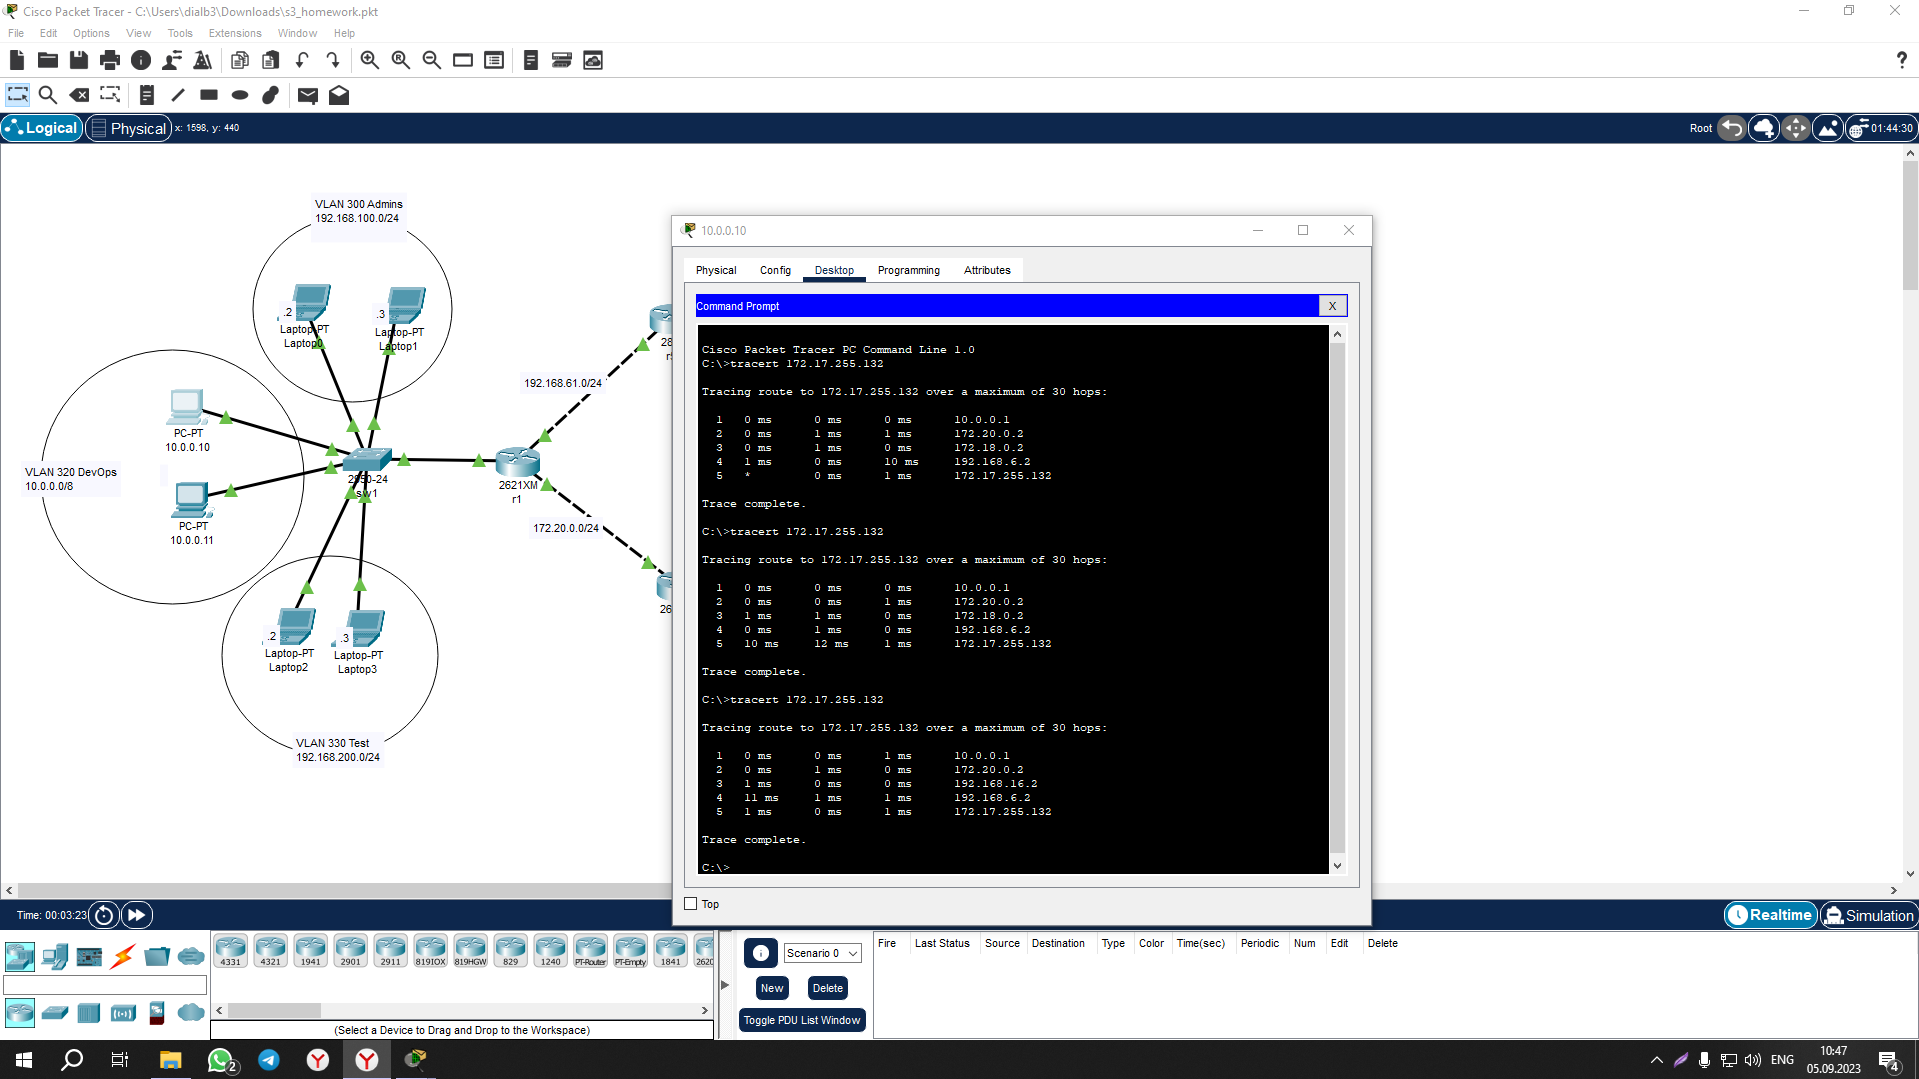 Cisco Packet Tracer - C:\Users\dialb3\Downloads\s3_homework.pkt
File Edit Options View Tools Extensions Window Help
Logical Physical x: 1598, y: 440
Root 01:44:30
VLAN 300 Admins
192.168.100.0/24
.2
Laptop-PT
Laptop0
.3
Laptop-PT
Laptop1
PC-PT
10.0.0.10
VLAN 320 DevOps
10.0.0.0/8
PC-PT
10.0.0.11
2950-24
sw1
2621XM
r1
192.168.61.0/24
172.20.0.0/24
28
r
26
.2
Laptop-PT
Laptop2
.3
Laptop-PT
Laptop3
VLAN 330 Test
192.168.200.0/24
10.0.0.10
Physical Config Desktop Programming Attributes
Command Prompt
X
Cisco Packet Tracer PC Command Line 1.0
C:\>tracert 172.17.255.132
Tracing route to 172.17.255.132 over a maximum of 30 hops:
1 0 ms 0 ms 0 ms 10.0.0.1
2 0 ms 1 ms 1 ms 172.20.0.2
3 0 ms 1 ms 0 ms 172.18.0.2
4 1 ms 0 ms 10 ms 192.168.6.2
5 * 0 ms 1 ms 172.17.255.132
Trace complete.
C:\>tracert 172.17.255.132
Tracing route to 172.17.255.132 over a maximum of 30 hops:
1 0 ms 0 ms 0 ms 10.0.0.1
2 0 ms 0 ms 1 ms 172.20.0.2
3 1 ms 1 ms 0 ms 172.18.0.2
4 0 ms 1 ms 0 ms 192.168.6.2
5 10 ms 12 ms 1 ms 172.17.255.132
Trace complete.
C:\>tracert 172.17.255.132
Tracing route to 172.17.255.132 over a maximum of 30 hops:
1 0 ms 0 ms 1 ms 10.0.0.1
2 0 ms 1 ms 0 ms 172.20.0.2
3 1 ms 0 ms 0 ms 192.168.16.2
4 11 ms 1 ms 1 ms 192.168.6.2
5 1 ms 0 ms 1 ms 172.17.255.132
Trace complete.
C:\>
Top
Time: 00:03:23
Realtime Simulation
4331 4321 1941 2901 2911 819IOX 819HGW 829 1240 PT-Router PT-Empty 1841 2620
(Select a Device to Drag and Drop to the Workspace)
Scenario 0
New Delete
Toggle PDU List Window
Fire Last Status Source Destination Type Color Time(sec) Periodic Num Edit Delete
2
ENG
10:47
05.09.2023
4